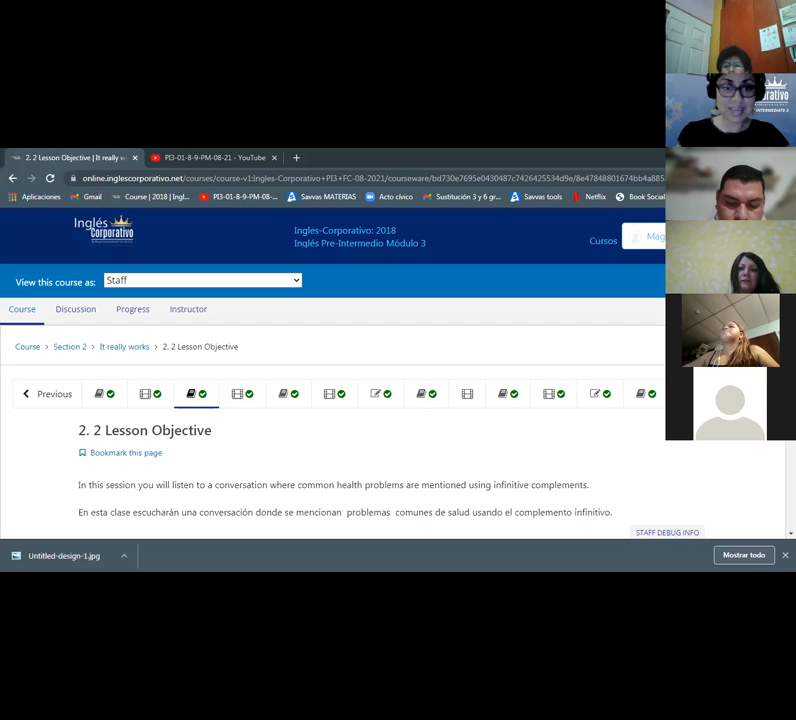 2. 2 Lesson Objective | It really w
PI3-01-8-9-PM-08-21 - YouTube
online.inglescorporativo.net/courses/course-v1:Ingles-Corporativo+PI3+FC-08-2021/courseware/bd730e7695e0430487c7426425534d9e/8e47848801674bb4a885
Aplicaciones
Gmail
Course | 2018 | Ingl...
PI3-01-8-9-PM-08-...
Savvas MATERIAS
Acto cívico
Sustitución 3 y 6 gr...
Savvas tools
Netflix
Book Social
Inglés
Corporativo
Ingles-Corporativo: 2018
Inglés Pre-Intermedio Módulo 3
Cursos
Mag
View this course as:
Staff
Course
Discussion
Progress
Instructor
Course > Section 2 > It really works > 2. 2 Lesson Objective
Previous
2. 2 Lesson Objective
Bookmark this page
In this session you will listen to a conversation where common health problems are mentioned using infinitive complements.
En esta clase escucharán una conversación donde se mencionan problemas comunes de salud usando el complemento infinitivo.
STAFF DEBUG INFO
Untitled-design-1.jpg
Mostrar todo